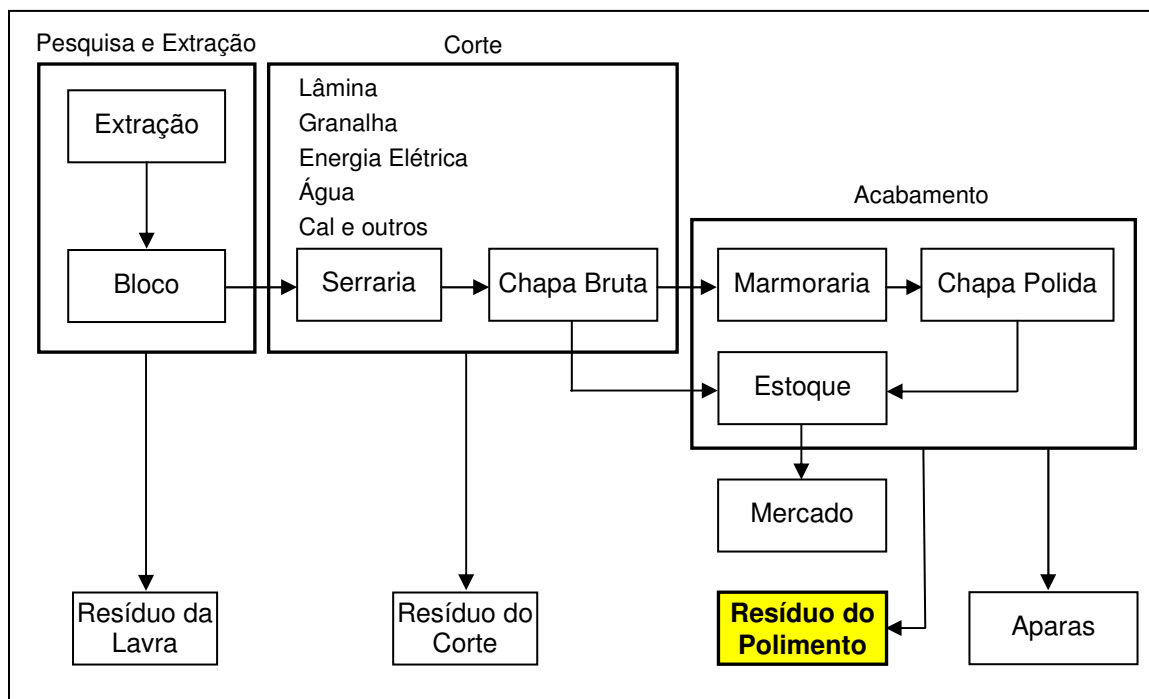 Pesquisa e Extração
Extração
Bloco
Corte
Lâmina
Granalha
Energia Elétrica
Água
Cal e outros
Serraria
Chapa Bruta
Acabamento
Marmoraria
Chapa Polida
Estoque
Mercado
Resíduo da
Lavra
Resíduo do
Corte
Resíduo do
Polimento
Aparas